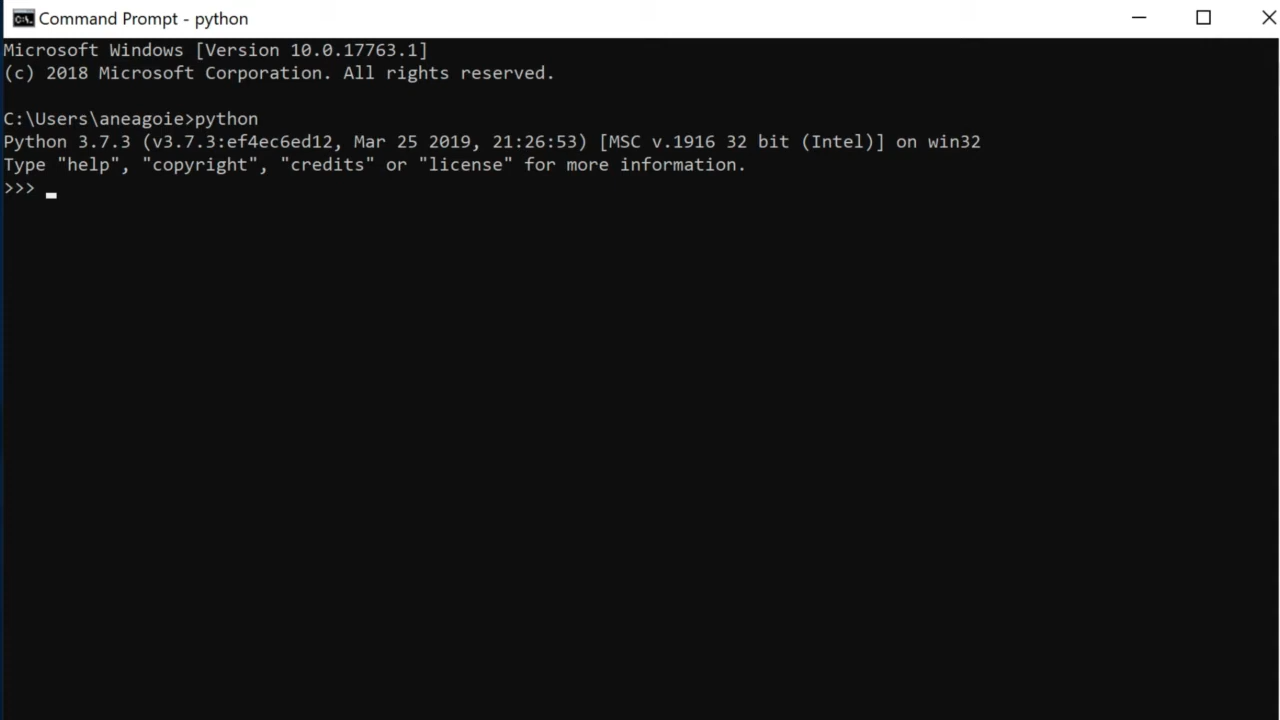 Command Prompt - python
Microsoft Windows [Version 10.0.17763.1]
(c) 2018 Microsoft Corporation. All rights reserved.
C:\Users\aneagoie>python
Python 3.7.3 (v3.7.3:ef4ec6ed12, Mar 25 2019, 21:26:53) [MSC v.1916 32 bit (Intel)] on win32
Type "help", "copyright", "credits" or "license" for more information.
>>>